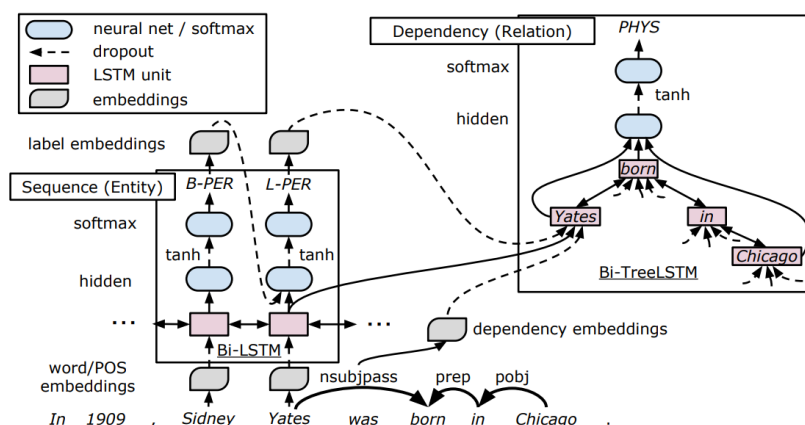 neural net / softmax
dropout
LSTM unit
embeddings
label embeddings
Sequence (Entity)
B-PER L-PER
softmax
tanh tanh
hidden
... ...
Bi-LSTM
word/POS
embeddings
Dependency (Relation)
PHYS
softmax
tanh
hidden
born
Yates in
Chicago
Bi-TreeLSTM
dependency embeddings
nsubjpass prep pobj
In 1909 , Sidney Yates was born in Chicago .